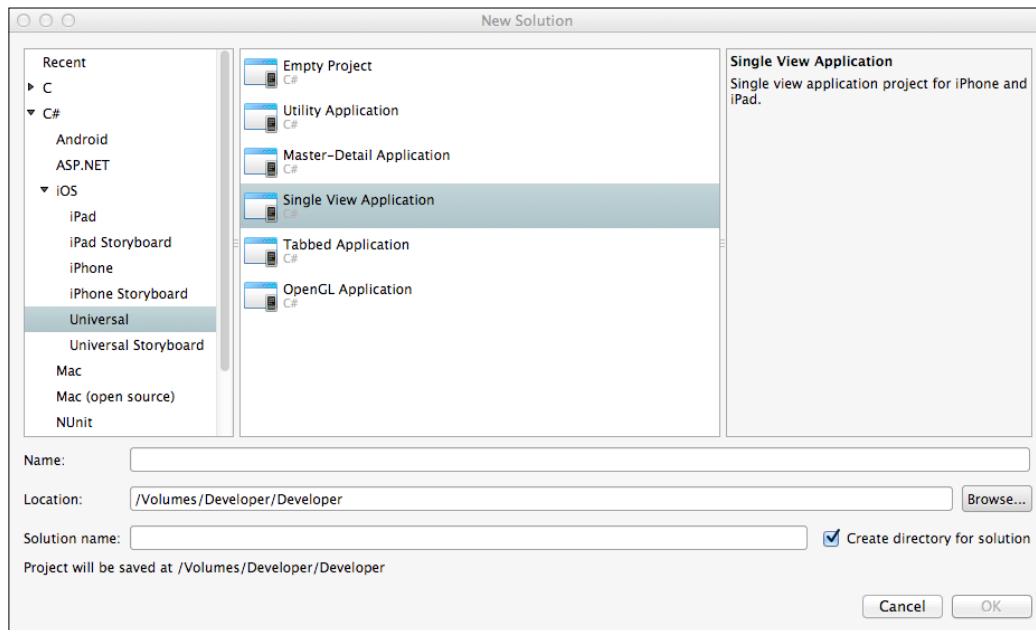 New Solution
Recent
C
C#
Android
ASP.NET
iOS
iPad
iPad Storyboard
iPhone
iPhone Storyboard
Universal
Universal Storyboard
Mac
Mac (open source)
NUnit
Empty Project
C#
Utility Application
C#
Master-Detail Application
C#
Single View Application
C#
Tabbed Application
C#
OpenGL Application
C#
Single View Application
Single view application project for iPhone and
iPad.
Name:
Location: /Volumes/Developer/Developer Browse...
Solution name: Create directory for solution
Project will be saved at /Volumes/Developer/Developer
Cancel OK